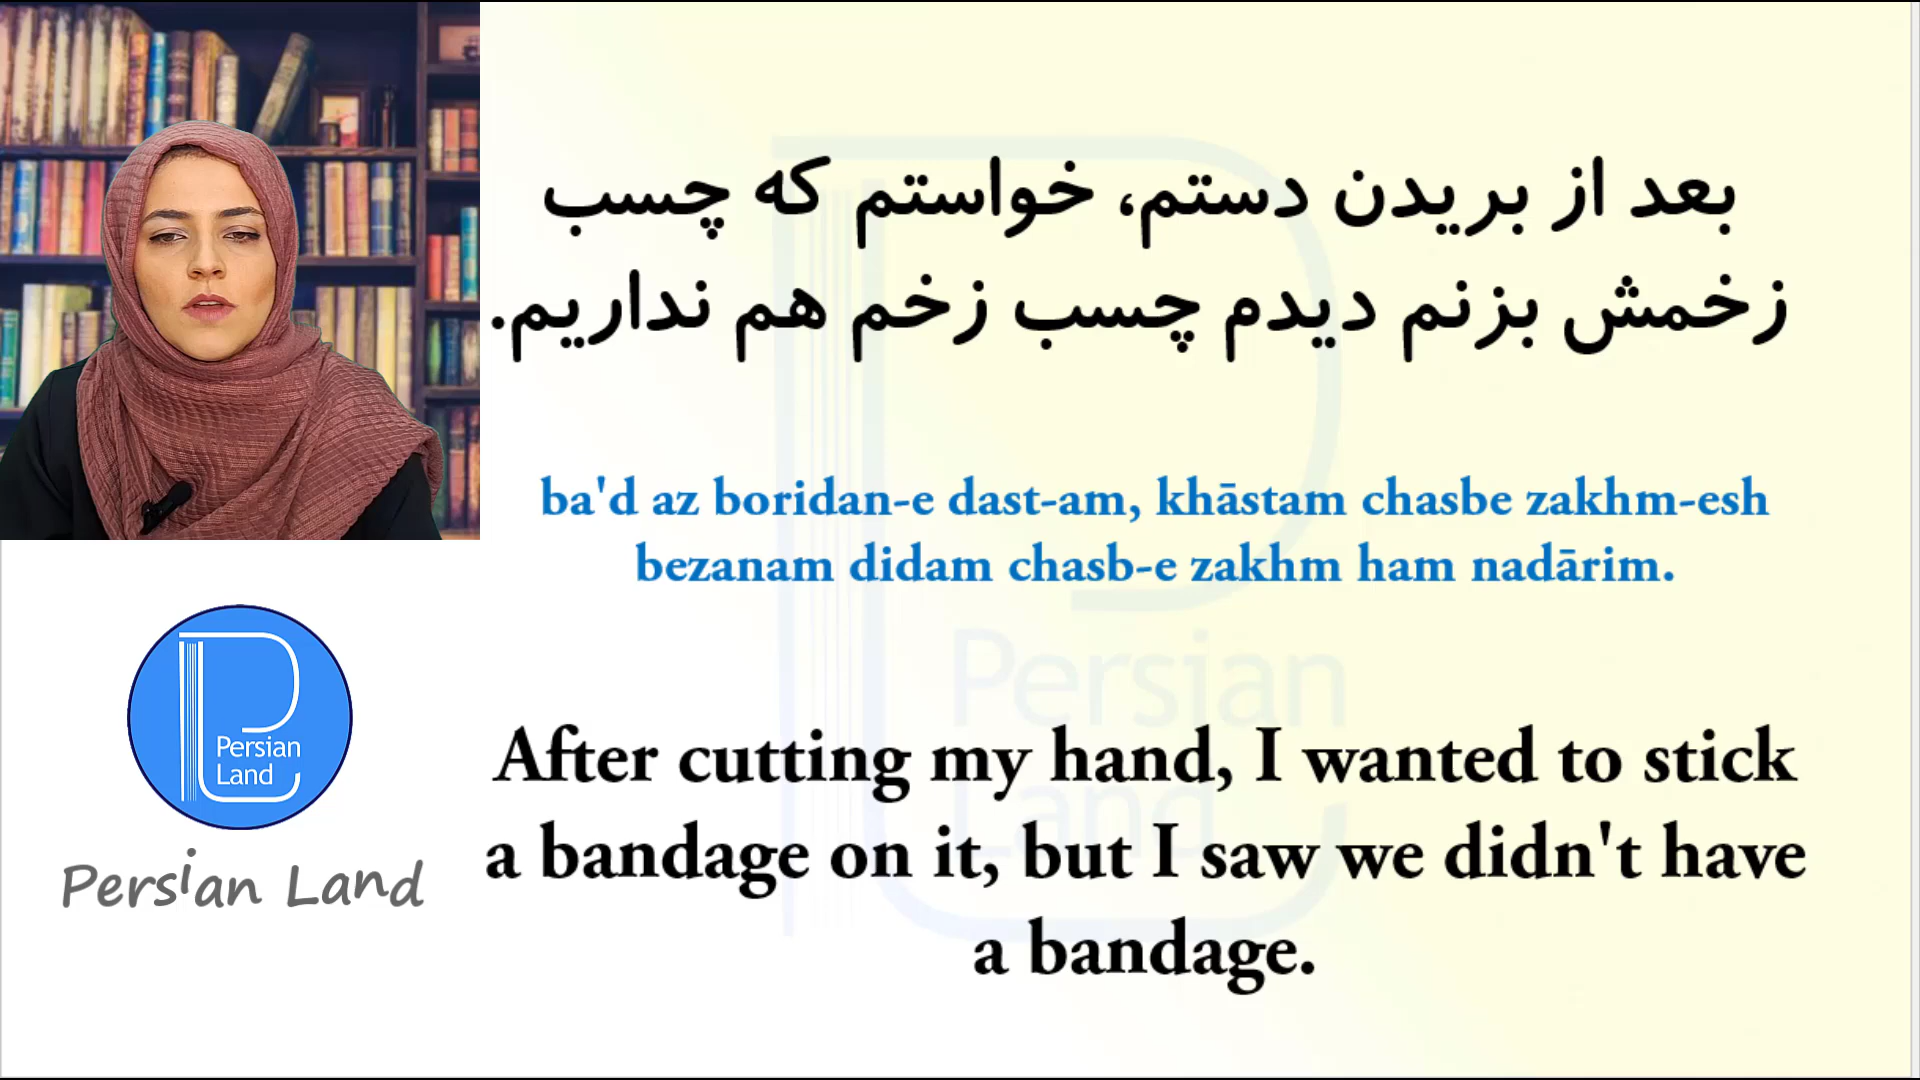 بعد از بریدن دستم، خواستم که چسب
زخمش بزنم دیدم چسب زخم هم نداریم.
ba'd az boridan-e dast-am, khāstam chasbe zakhm-esh
bezanam didam chasb-e zakhm ham nadārim.
After cutting my hand, I wanted to stick
a bandage on it, but I saw we didn't have
a bandage.
Persian
Land
Persian Land
Persian
Land